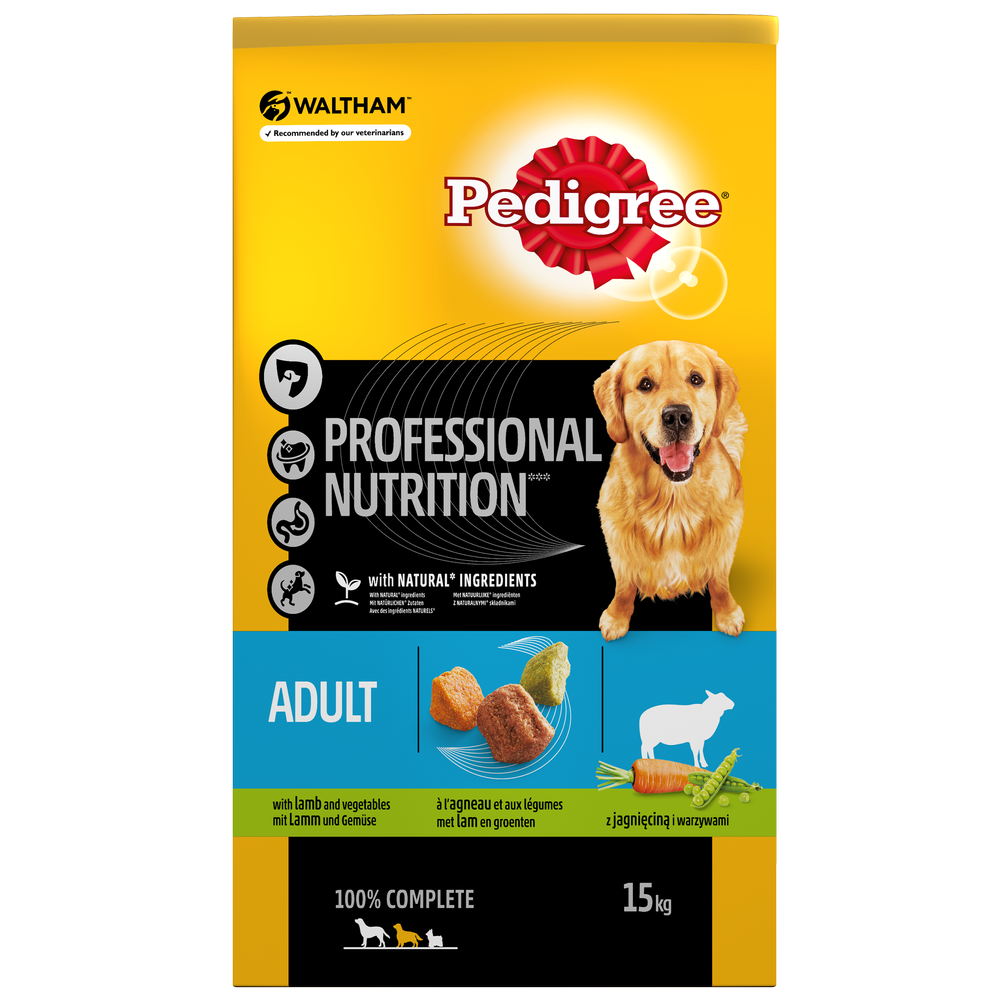 WALTHAM™
✓ Recommended by our veterinarians
Pedigree®
PROFESSIONAL
NUTRITION****
with NATURAL* INGREDIENTS
With NATURAL* ingredients
Mit NATÜRLICHEN* Zutaten
Avec des ingrédients NATURELS*
Met NATUURLIJKE* ingrediënten
Z NATURALNYMI* składnikami
ADULT
with lamb and vegetables
mit Lamm und Gemüse
à l'agneau et aux légumes
met lam en groenten
z jagnięciną i warzywami
100% COMPLETE
15kg